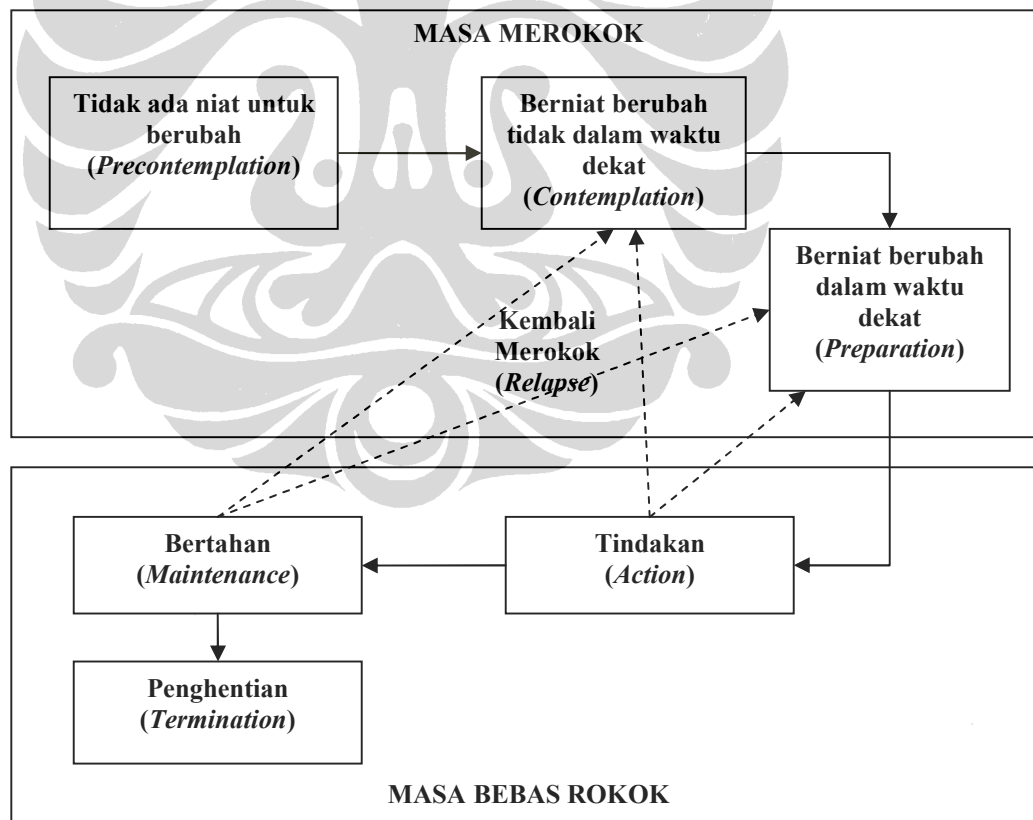 MASA MEROKOK
Tidak ada niat untuk
berubah
(Precontemplation)
Berniat berubah
tidak dalam waktu
dekat
(Contemplation)
Berniat berubah
dalam waktu
dekat
(Preparation)
Kembali
Merokok
(Relapse)
Bertahan
(Maintenance)
Tindakan
(Action)
Penghentian
(Termination)
MASA BEBAS ROKOK